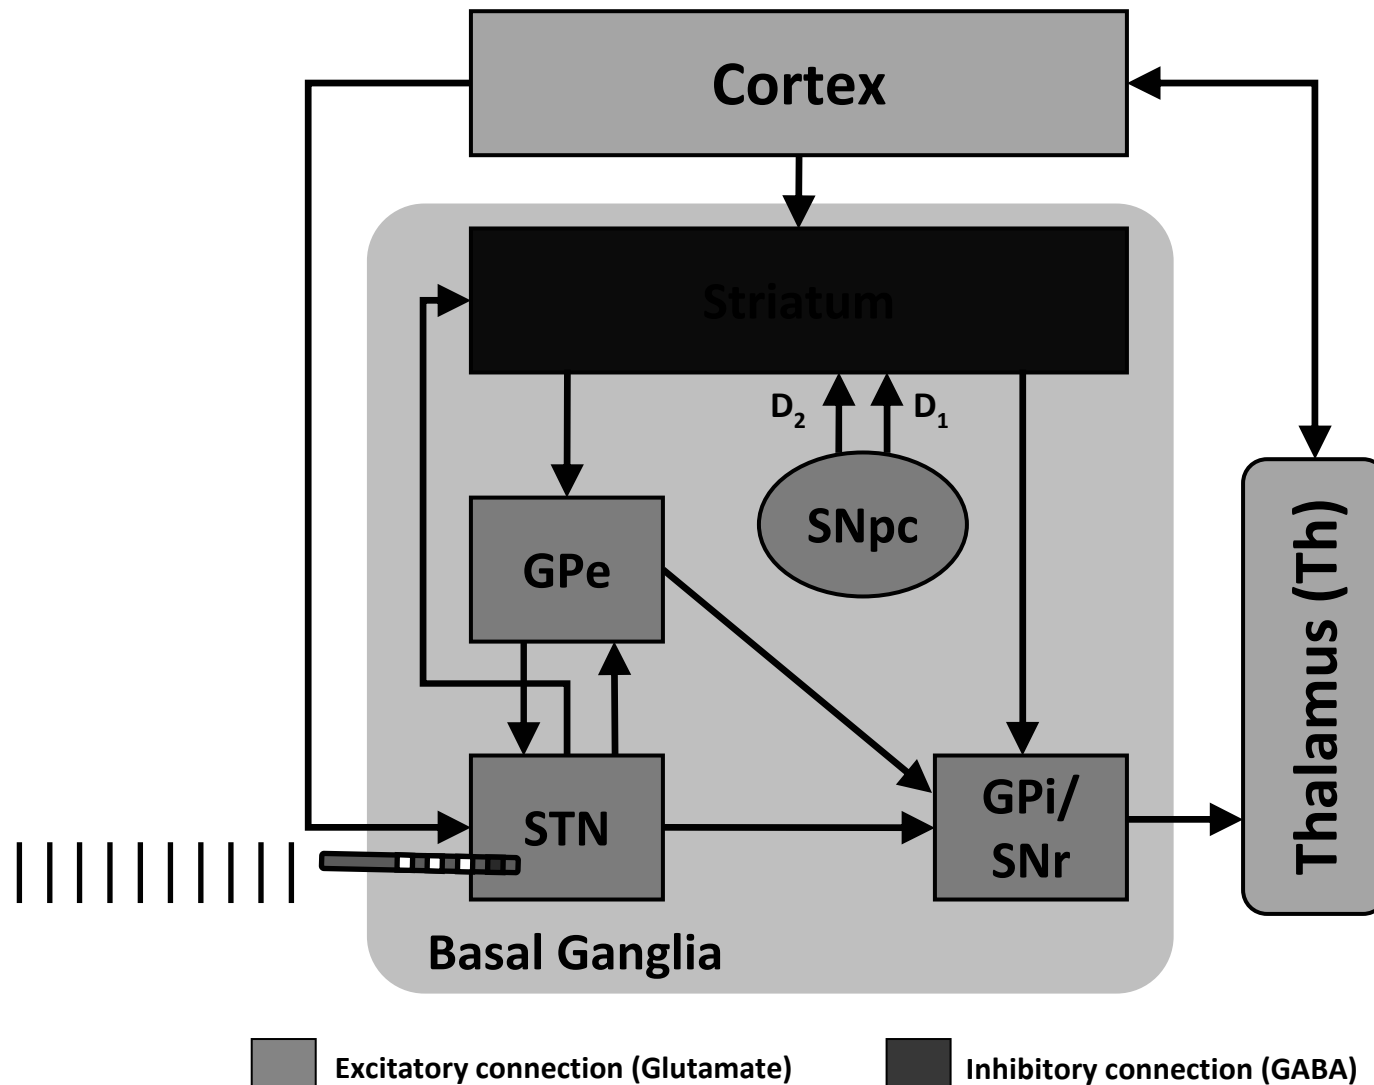 Cortex
Striatum
D2
D1
SNpc
GPe
Thalamus (Th)
STN
GPi/
SNr
Basal Ganglia
Excitatory connection (Glutamate)
Inhibitory connection (GABA)